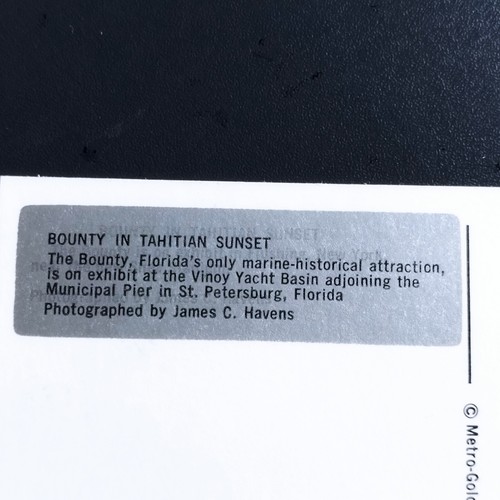 BOUNTY IN TAHITIAN SUNSET
The Bounty, Florida's only marine-historical attraction,
is on exhibit at the Vinoy Yacht Basin adjoining the
Municipal Pier in St. Petersburg, Florida
Photographed by James C. Havens
© Metro-Gol